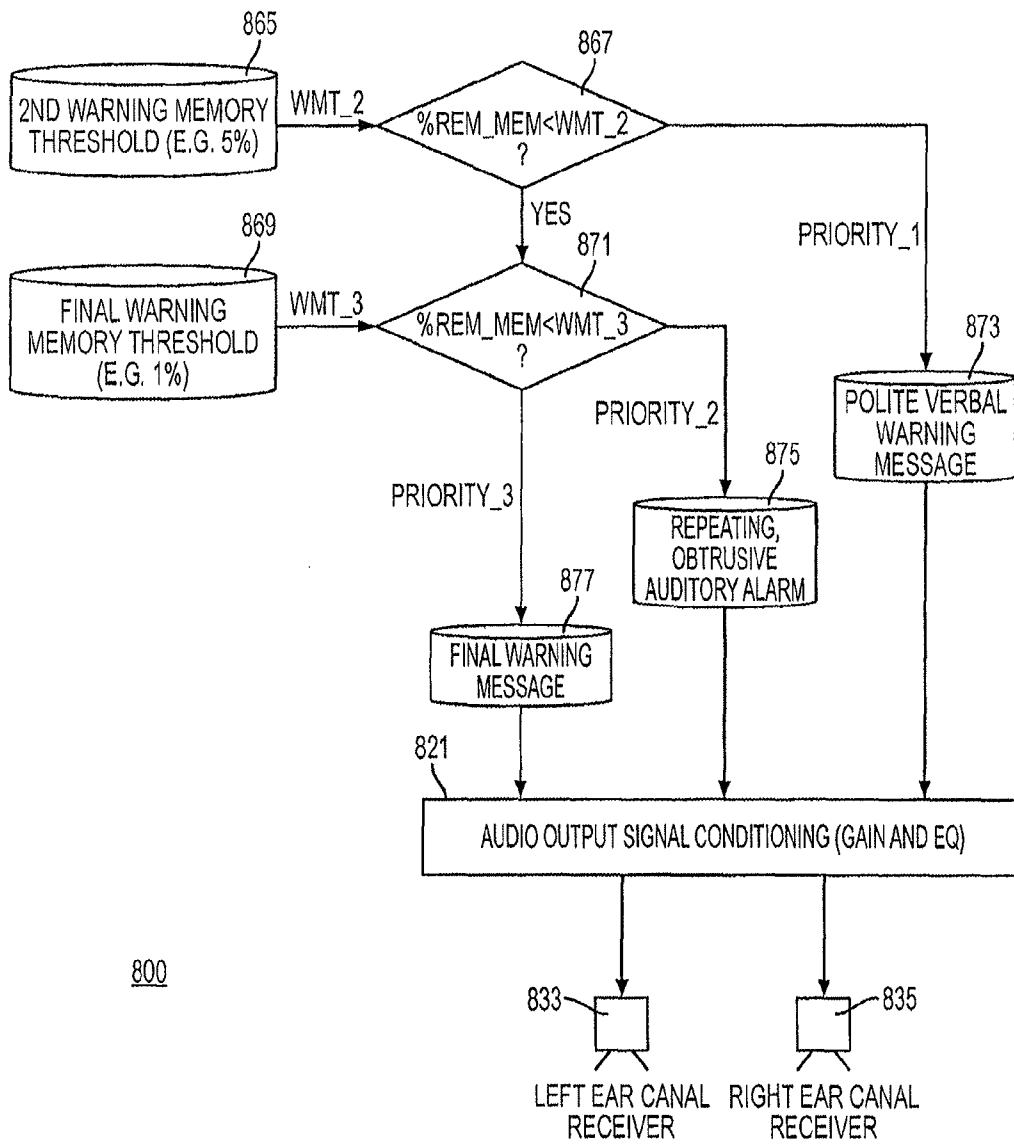 865
2ND WARNING MEMORY
THRESHOLD (E.G. 5%)
WMT_2
867
%REM_MEM<WMT_2
?
YES
PRIORITY_1
869
FINAL WARNING
MEMORY THRESHOLD
(E.G. 1%)
WMT_3
871
%REM_MEM<WMT_3
?
PRIORITY_2
873
POLITE VERBAL
WARNING
MESSAGE
PRIORITY_3
875
REPEATING,
OBTRUSIVE
AUDITORY ALARM
877
FINAL WARNING
MESSAGE
821
AUDIO OUTPUT SIGNAL CONDITIONING (GAIN AND EQ)
800
833
835
LEFT EAR CANAL
RECEIVER
RIGHT EAR CANAL
RECEIVER